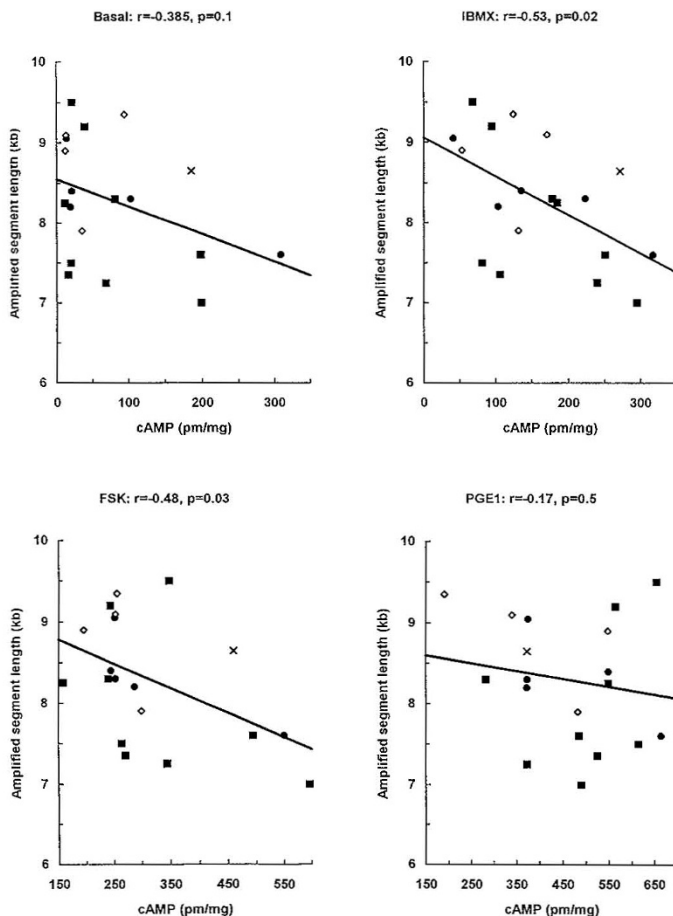 Basal: r=-0.385, p=0.1
Amplified segment length (kb)
10
9
8
7
6
0 100 200 300
cAMP (pm/mg)
IBMX: r=-0.53, p=0.02
Amplified segment length (kb)
10
9
8
7
6
0 100 200 300
cAMP (pm/mg)
FSK: r=-0.48, p=0.03
Amplified segment length (kb)
10
9
8
7
6
150 250 350 450 550
cAMP (pm/mg)
PGE1: r=-0.17, p=0.5
Amplified segment length (kb)
10
9
8
7
6
150 250 350 450 550 650
cAMP (pm/mg)